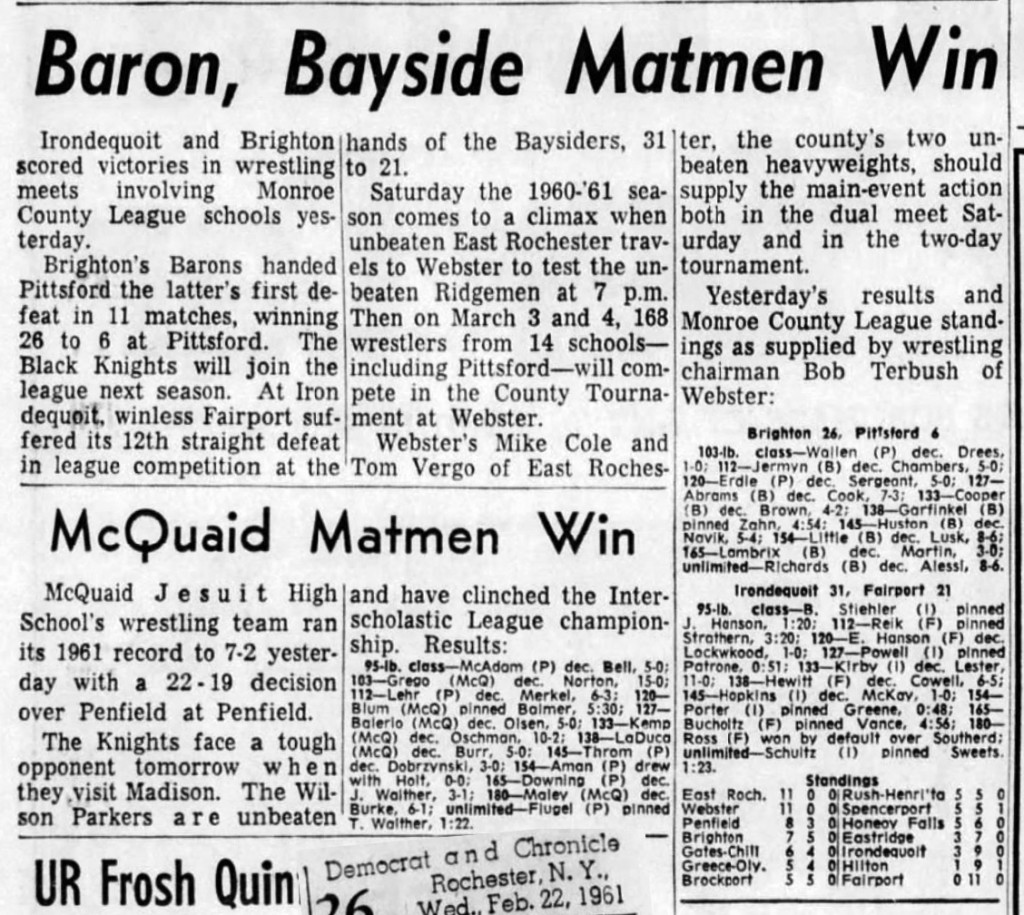 Baron, Bayside Matmen Win
Irondequoit and Brighton
scored victories in wrestling
meets involving Monroe
County League schools yes-
terday.
Brighton's Barons handed
Pittsford the latter's first de-
feat in 11 matches, winning
26 to 6 at Pittsford. The
Black Knights will join the
league next season. At Iron
dequoit, winless Fairport suf-
fered its 12th straight defeat
in league competition at the
hands of the Baysiders, 31
to 21.
Saturday the 1960-'61 sea-
son comes to a climax when
unbeaten East Rochester trav-
els to Webster to test the un-
beaten Ridgemen at 7 p.m.
Then on March 3 and 4, 168
wrestlers from 14 schools—
including Pittsford—will com-
pete in the County Tourna-
ment at Webster.
Webster's Mike Cole and
Tom Vergo of East Roches-
ter, the county's two un-
beaten heavyweights, should
supply the main-event action
both in the dual meet Sat-
urday and in the two-day
tournament.
Yesterday's results and
Monroe County League stand-
ings as supplied by wrestling
chairman Bob Terbush of
Webster:
Brighton 26, Pittsford 6
103-lb. class—Wallen (P) dec. Drees,
1-0; 112—Jermyn (B) dec. Chambers, 5-0;
120—Erdle (P) dec. Sergeant, 5-0; 127—
Abrams (B) dec. Cook, 7-3; 133—Cooper
(B) dec. Brown, 4-2; 138—Garfinkel (B)
pinned Zahn, 4:54; 145—Huston (B) dec.
Novik, 5-4; 154—Little (B) dec. Lusk, 8-6;
165—Lambrix (B) dec. Martin, 3-0;
unlimited—Richards (B) dec. Alessi, 8-6.
Irondequoit 31, Fairport 21
95-lb. class—B. Stiehler (I) pinned
J. Hanson, 1:20; 112—Reik (F) pinned
Strathern, 3:20; 120—E. Hanson (F) dec.
Lockwkood, 1-0; 127—Powell (I) pinned
Patrone, 0:51; 133—Kirby (I) dec. Lester,
11-0; 138—Hewitt (F) dec. Cowell, 6-5;
145—Hopkins (I) dec. McKay, 1-0; 154—
Porter (I) pinned Greene, 0:48; 165—
Bucholtz (F) pinned Vance, 4:56; 180—
Ross (F) won by default over Southerd;
unlimited—Schultz (I) pinned Sweets.
1:23.
Standings
East Roch. 11 0 0 Rush-Henri'ta 5 5 0
Webster 11 0 0 Spencerport 5 5 1
Penfield 8 3 0 Honeoy Falls 5 6 0
Brighton 7 5 0 Eastridge 3 7 0
Gates-Chili 6 4 0 Irondequoit 3 9 0
Greece-Oly. 5 4 0 Hilton 1 9 1
Brockport 5 5 0 Fairport 0 11 0
McQuaid Matmen Win
McQuaid Jesuit High
School's wrestling team ran
its 1961 record to 7-2 yester-
day with a 22-19 decision
over Penfield at Penfield.
The Knights face a tough
opponent tomorrow when
they visit Madison. The Wil-
son Parkers are unbeaten
and have clinched the Inter-
scholastic League champion-
ship. Results:
95-lb. class—McAdam (P) dec. Bell, 5-0;
103—Grego (McQ) dec. Norton, 15-0;
112—Lehr (P) dec. Merkel, 6-3; 120—
Blum (McQ) pinned Balmer, 5:30; 127—
Balerio (McQ) dec. Olsen, 5-0; 133—Kemp
(McQ) dec. Oschman, 10-2; 138—LaDuca
(McQ) dec. Burr, 5-0; 145—Throm (P)
dec. Dobrzynski, 3-0; 154—Aman (P) drew
with Holt, 0-0; 165—Downing (P) dec.
J. Walther, 3-1; 180—Maley (McQ) dec.
Burke, 6-1; unlimited—Flugel (P) pinned
T. Walther, 1:22.
UR Frosh Quin
Democrat and Chronicle
Rochester, N. Y.,
26 Wed., Feb. 22, 1961